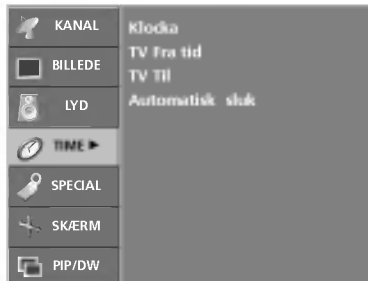 KANAL
BILLEDE
LYD
TIME ►
SPECIAL
SKÆRM
PIP/DW
Klocka
TV Fra tid
TV Til
Automatisk sluk